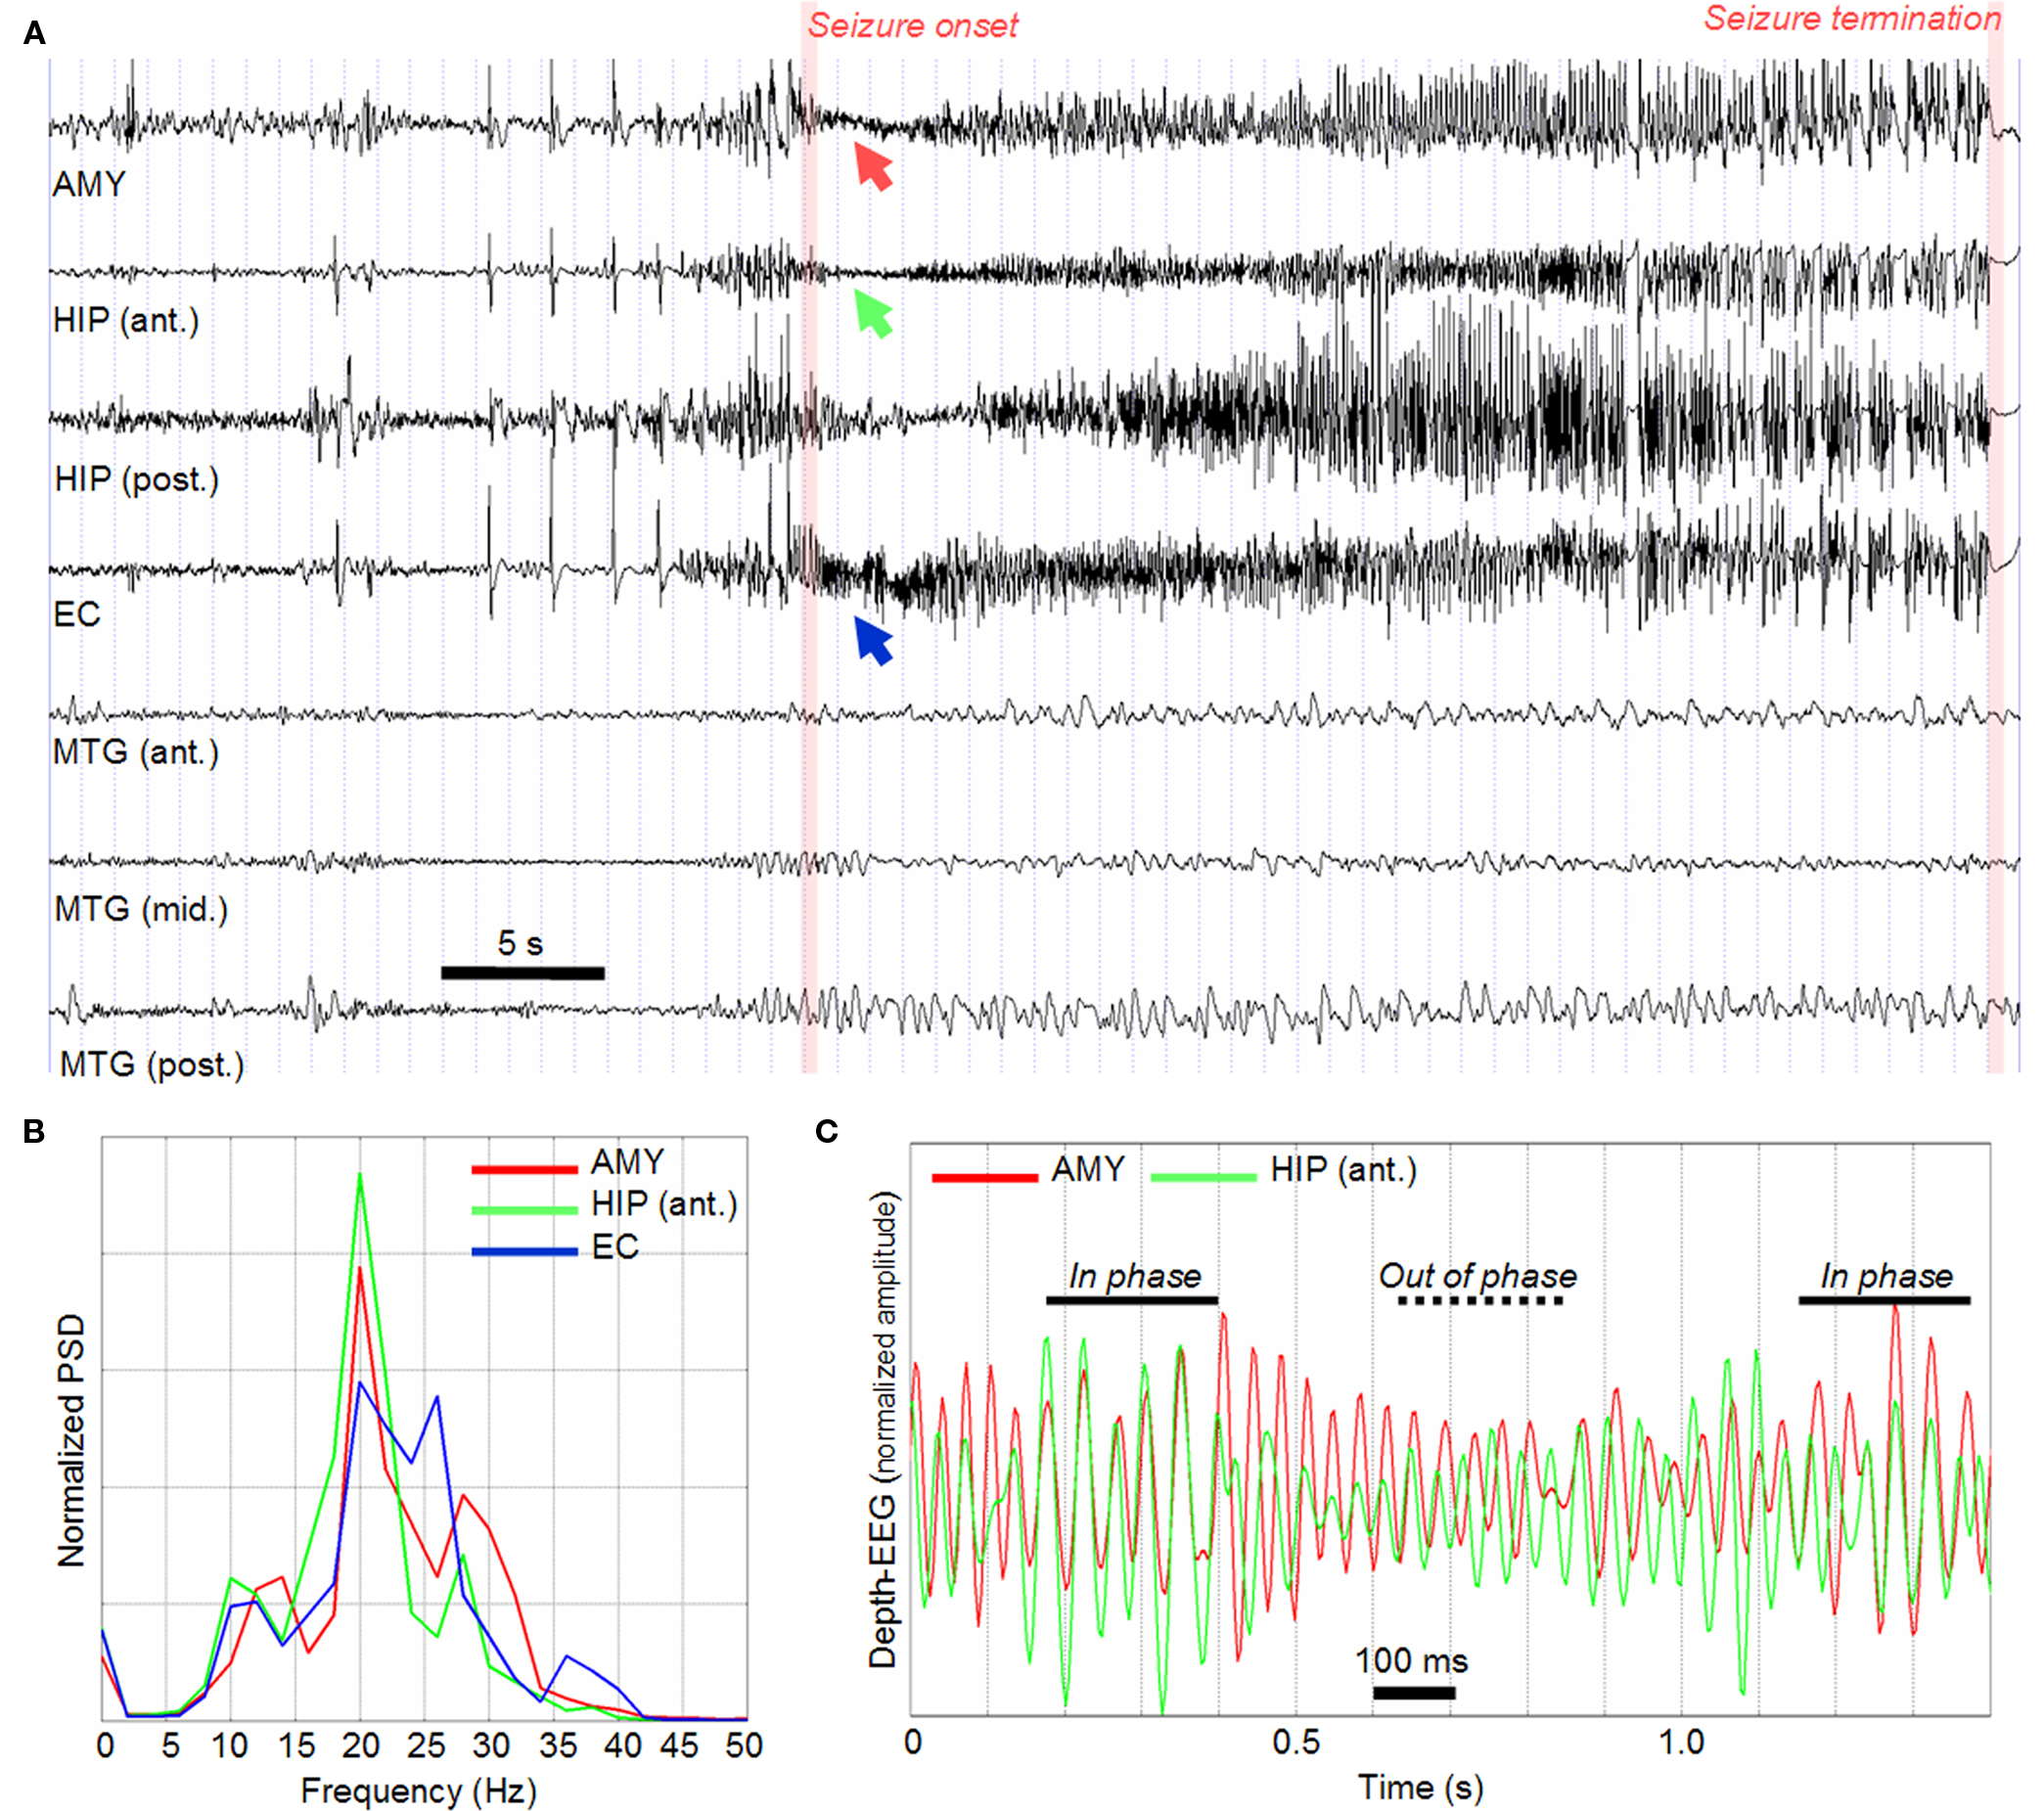 A
Seizure onset
Seizure termination
AMY
HIP (ant.)
HIP (post.)
EC
MTG (ant.)
MTG (mid.)
5 s
MTG (post.)
B
AMY
HIP (ant.)
EC
Normalized PSD
0 5 10 15 20 25 30 35 40 45 50
Frequency (Hz)
C
AMY HIP (ant.)
In phase Out of phase In phase
Depth-EEG (normalized amplitude)
100 ms
0 0.5 1.0
Time (s)